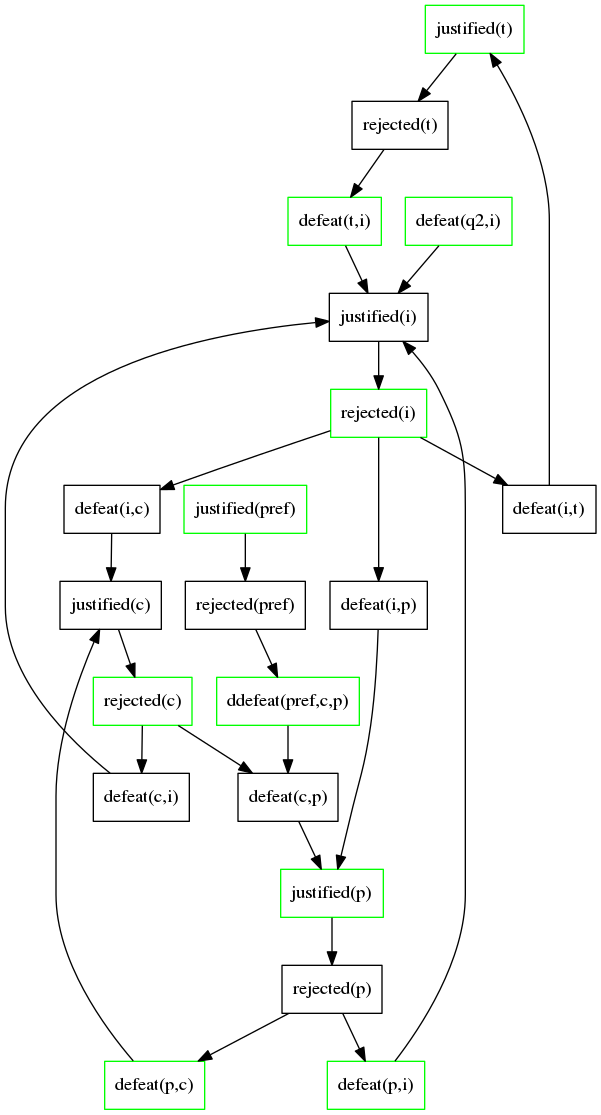 justified(t)
rejected(t)
defeat(t,i)
defeat(q2,i)
justified(i)
rejected(i)
defeat(i,c)
justified(pref)
defeat(i,t)
justified(c)
rejected(pref)
defeat(i,p)
rejected(c)
ddefeat(pref,c,p)
defeat(c,i)
defeat(c,p)
justified(p)
rejected(p)
defeat(p,c)
defeat(p,i)